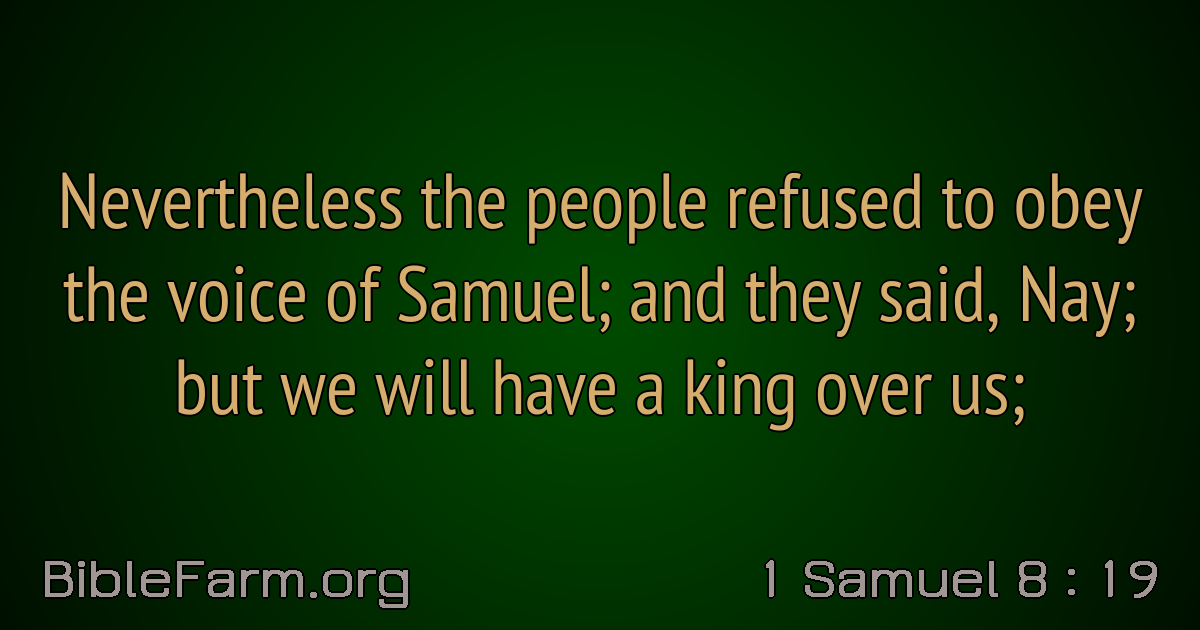 Nevertheless the people refused to obey
the voice of Samuel; and they said, Nay;
but we will have a king over us;
BibleFarm.org
1 Samuel 8 : 19